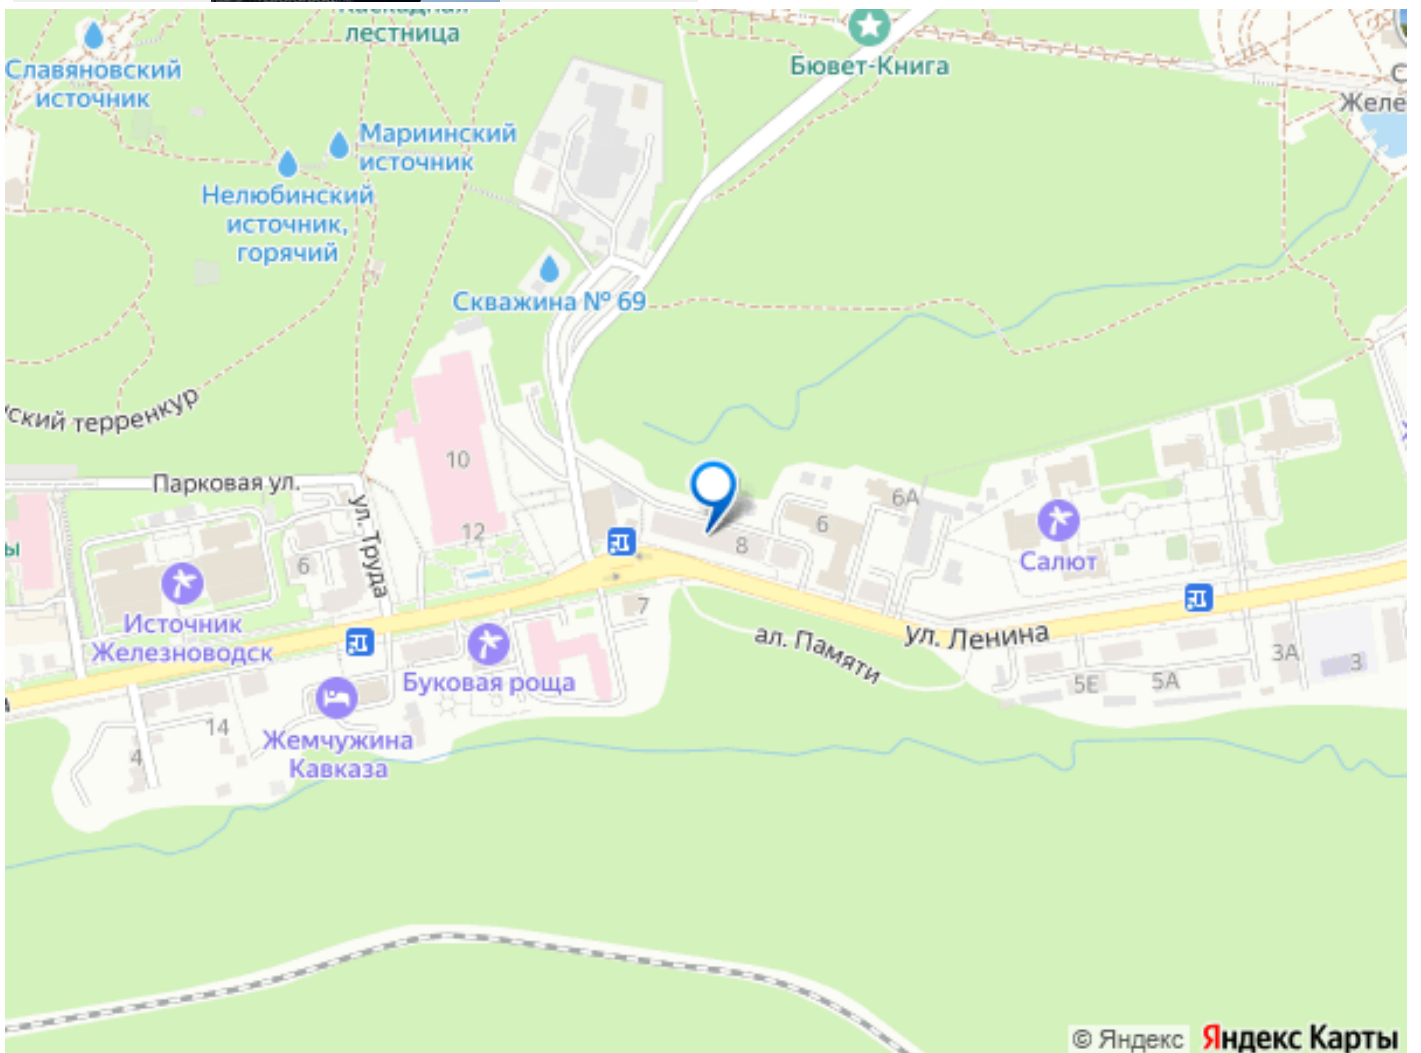 Каскадная
лестница
Славяновский
источник
Бювет-Книга
С
Желе
Мариинский
источник
Нелюбинский
источник,
горячий
Скважина № 69
ский терренкур
10
Парковая ул.
ул. Труда
12
6
8
6
6А
Салют
ы
Источник
Железноводск
7
ал. Памяти
ул. Ленина
Буковая роща
5Е
5А
3А
3
14
4
Жемчужина
Кавказа
© Яндекс Яндекс Карты